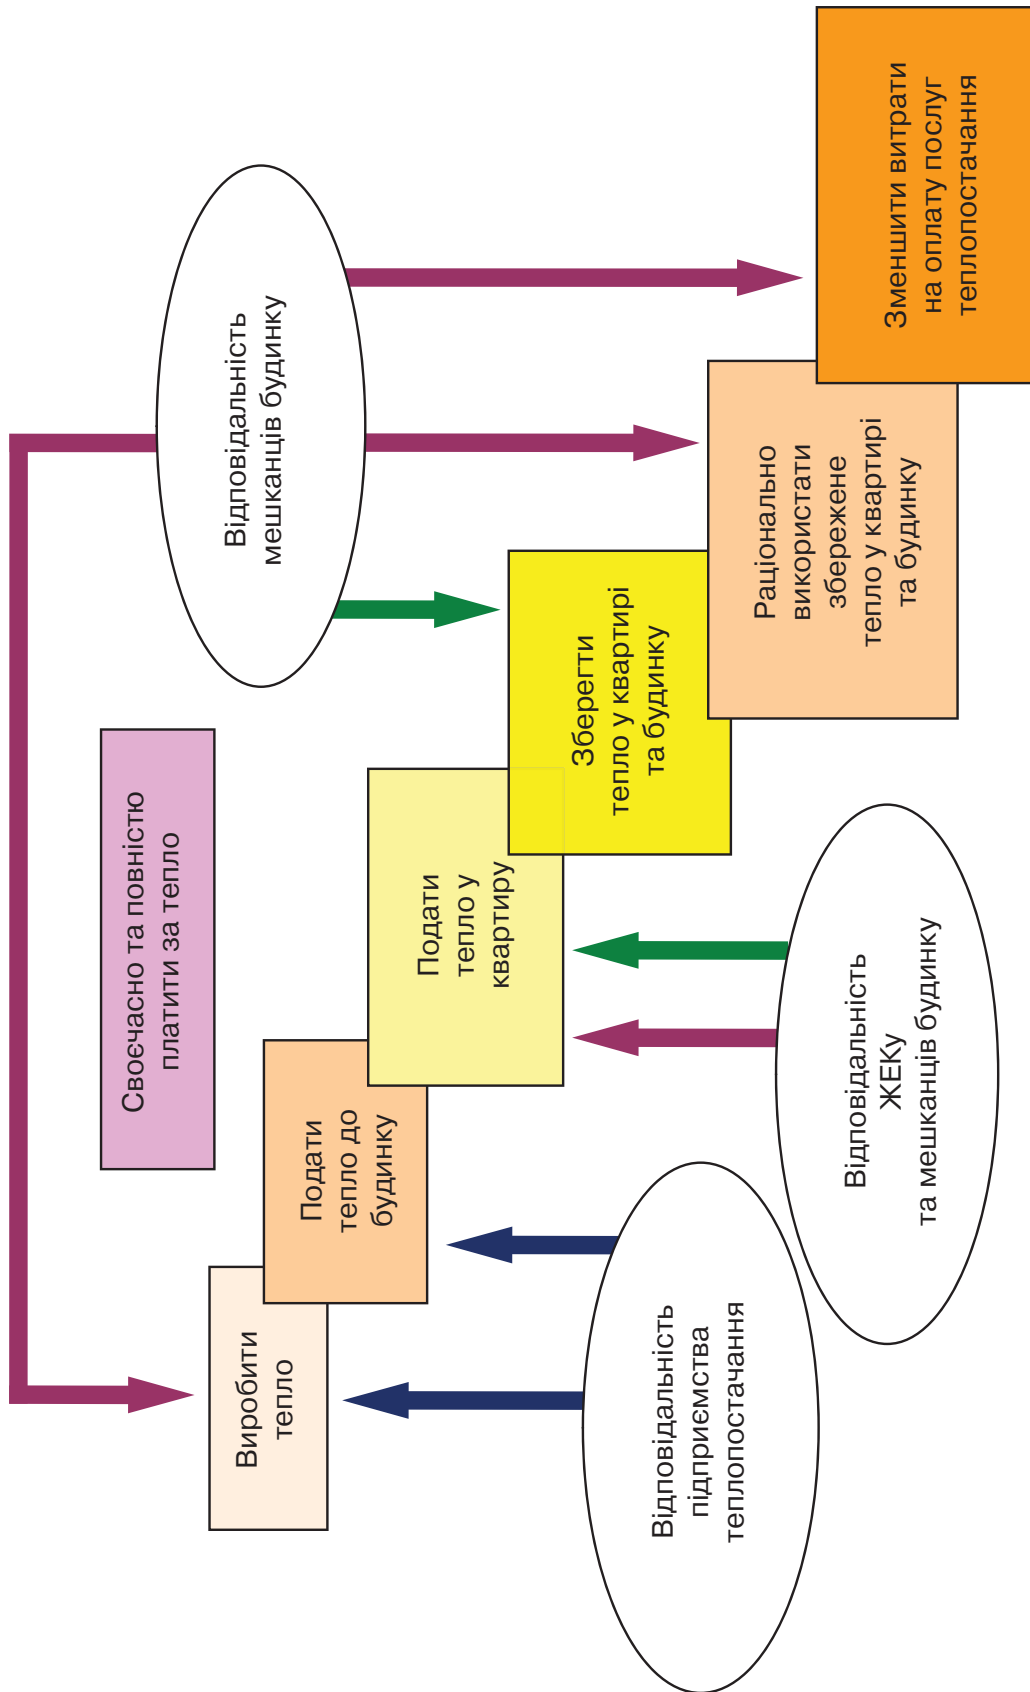 Відповідальність
мешканців будинку
Своєчасно та повністю
платити за тепло
Виробити
тепло
Подати
тепло до
будинку
Подати
тепло у
квартиру
Зберегти
тепло у квартирі
та будинку
Раціонально
використати
збережене
тепло у квартирі
та будинку
Зменшити витрати
на оплату послуг
теплопостачання
Відповідальність
підприємства
теплопостачання
Відповідальність
ЖЕКу
та мешканців будинку